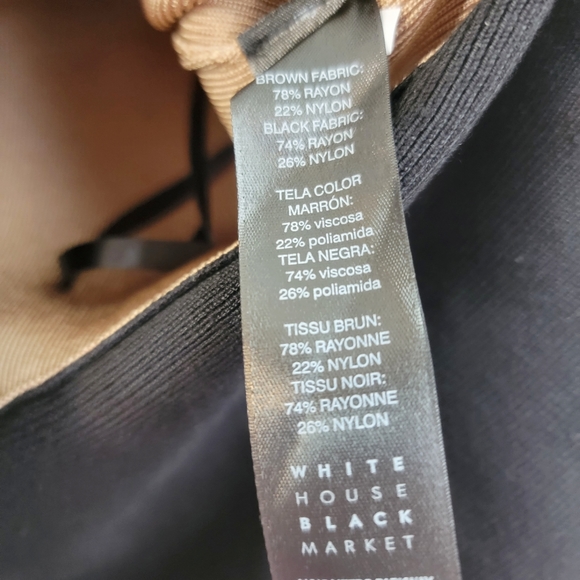 BROWN FABRIC:
78% RAYON
22% NYLON
BLACK FABRIC:
74% RAYON
26% NYLON
TELA COLOR
MARRÓN:
78% viscosa
22% poliamida
TELA NEGRA:
74% viscosa
26% poliamida
TISSU BRUN:
78% RAYONNE
22% NYLON
TISSU NOIR:
74% RAYONNE
26% NYLON
WHITE
HOUSE
BLACK
MARKET